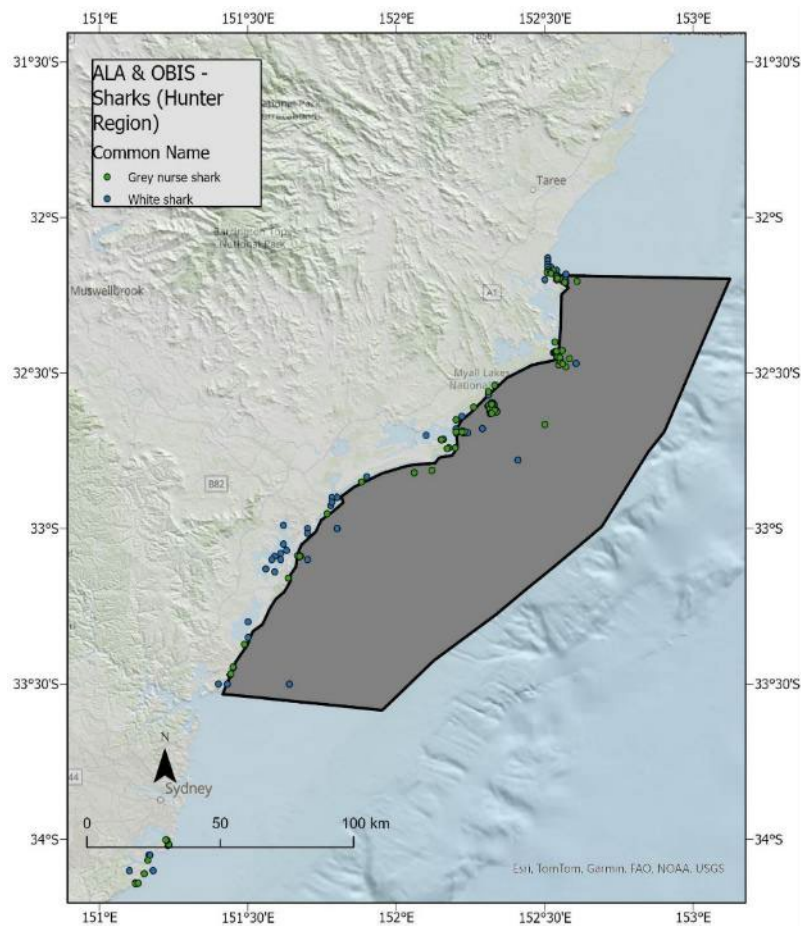 151°E 151°30'E 152°E 152°30'E 153°E
31°30'S 31°30'S
ALA & OBIS -
Sharks (Hunter
Region)
Common Name
Grey nurse shark
White shark
Taree
32°S 32°S
National Park
Muswellbrook
A1
32°30'S 32°30'S
Myall Lakes
National
B82
33°S 33°S
33°30'S 33°30'S
N
44
Sydney
0 50 100 km
34°S 34°S
Esri, TomTom, Garmin, FAO, NOAA, USGS
151°E 151°30'E 152°E 152°30'E 153°E